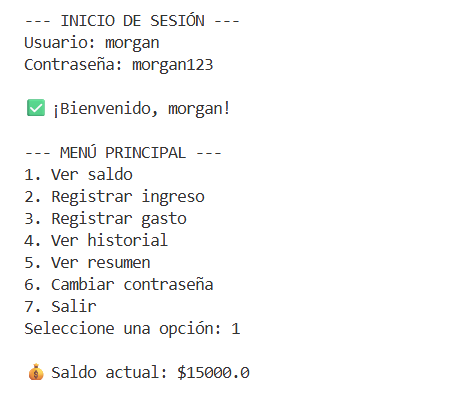 --- INICIO DE SESIÓN ---
Usuario: morgan
Contraseña: morgan123
✅ ¡Bienvenido, morgan!
--- MENÚ PRINCIPAL ---
1. Ver saldo
2. Registrar ingreso
3. Registrar gasto
4. Ver historial
5. Ver resumen
6. Cambiar contraseña
7. Salir
Seleccione una opción: 1
💰 Saldo actual: $15000.0